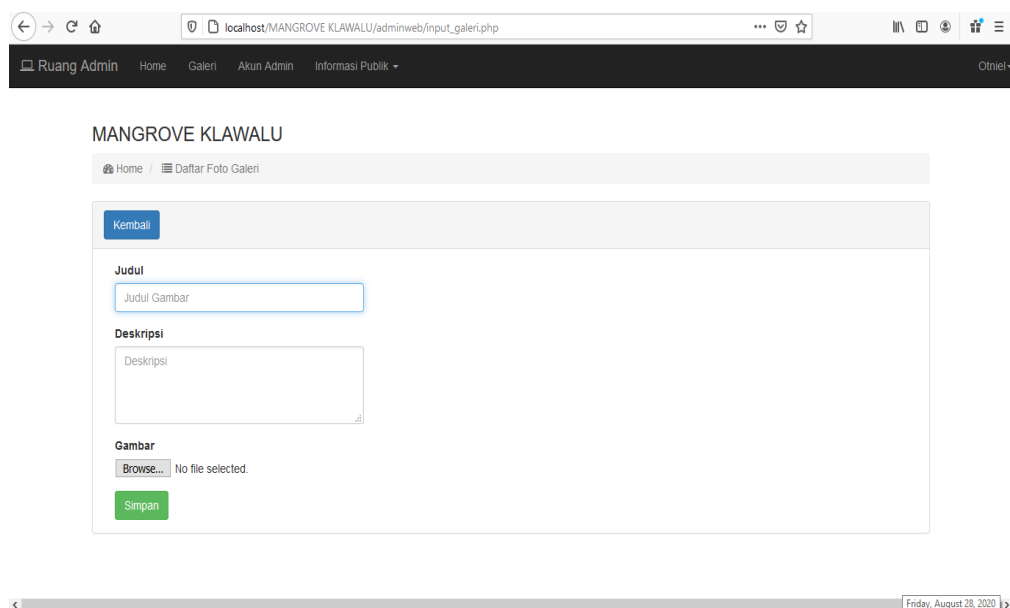 localhost/MANGROVE KLAWALU/adminweb/input_galeri.php
Ruang Admin Home Galeri Akun Admin Informasi Publik Otniel
MANGROVE KLAWALU
Home / Daftar Foto Galeri
Kembali
Judul
Judul Gambar
Deskripsi
Deskripsi
Gambar
Browse... No file selected.
Simpan
Friday, August 28, 2020